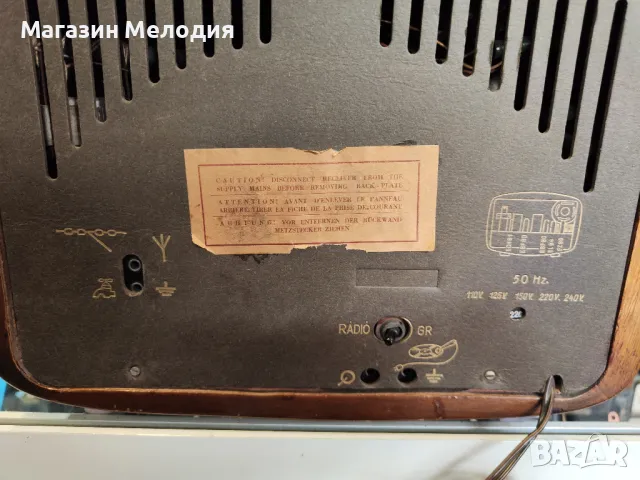 Магазин Мелодия
CAUTION! DISCONNECT RECEIVER FROM THE
SUPPLY MAINS BEFORE REMOVING BACK PLATE
ATTENTION! AVANT D'ENLEVER LE PANNEAU
ARRIERE TIRER LA FICHE DE LA PRISE DE COURANT
ACHTUNG! VOR ENTFERNEN DER RÜCKWAND
NETZSTECKER ZIEHEN
50 Hz.
110V. 125V. 150V. 220V. 240V.
220
RÁDIÓ GR
BAZAR